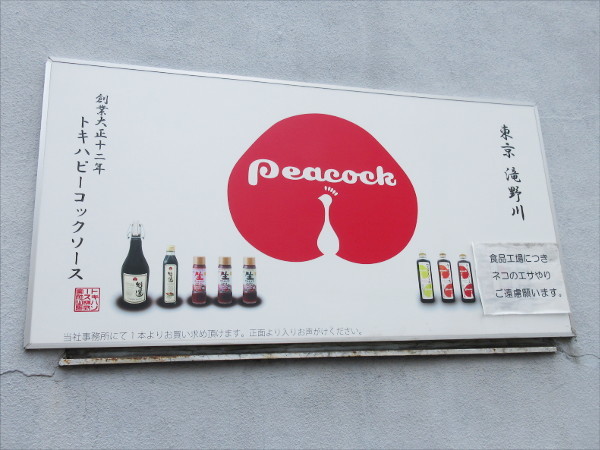 創業大正十二年
トキハピーコックソース
Peacock
東京 滝野川
食品工場につき
ネコのエサやり
ご遠慮願います。
生
生
生
当社事務所にて1本よりお買い求め頂けます。正面より入りお声がけください。